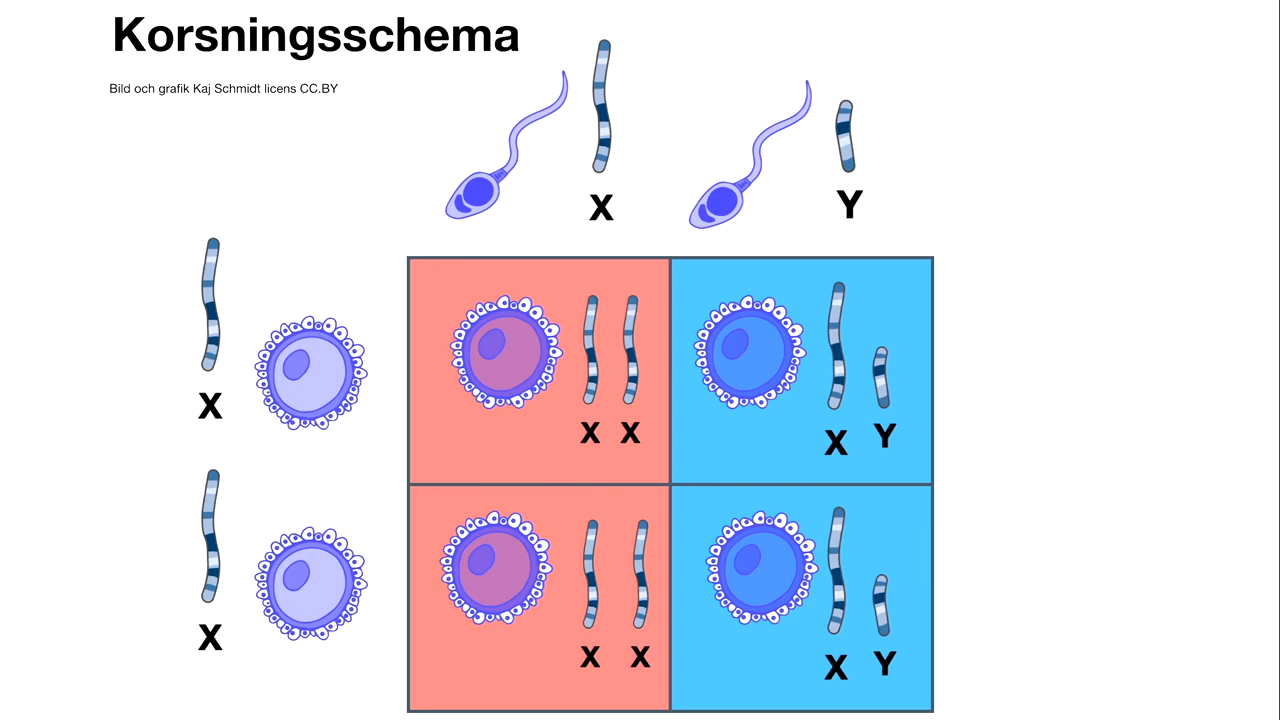 Korsningsschema
Bild och grafik Kaj Schmidt licens CC.BY
X Y
X
X X
X Y
X
X X
X Y